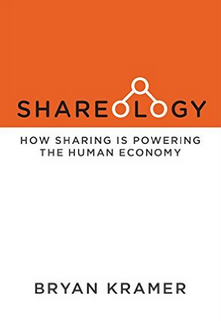 SHAREOLOGY
HOW SHARING IS POWERING
THE HUMAN ECONOMY
BRYAN KRAMER